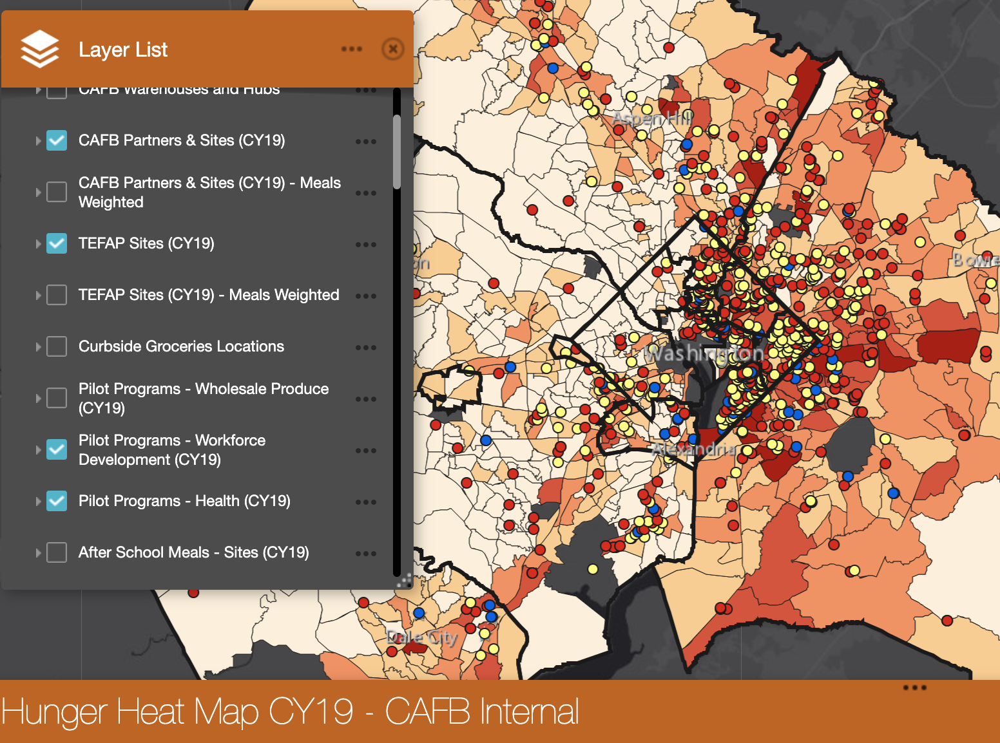 Layer List
CAFB Warehouses and Hubs
CAFB Partners & Sites (CY19)
CAFB Partners & Sites (CY19) - Meals
Weighted
TEFAP Sites (CY19)
TEFAP Sites (CY19) - Meals Weighted
Curbside Groceries Locations
Pilot Programs - Wholesale Produce
(CY19)
Pilot Programs - Workforce
Development (CY19)
Pilot Programs - Health (CY19)
After School Meals - Sites (CY19)
Aspen Hill
Bowie
Washington
Alexandria
Dale City
Hunger Heat Map CY19 - CAFB Internal